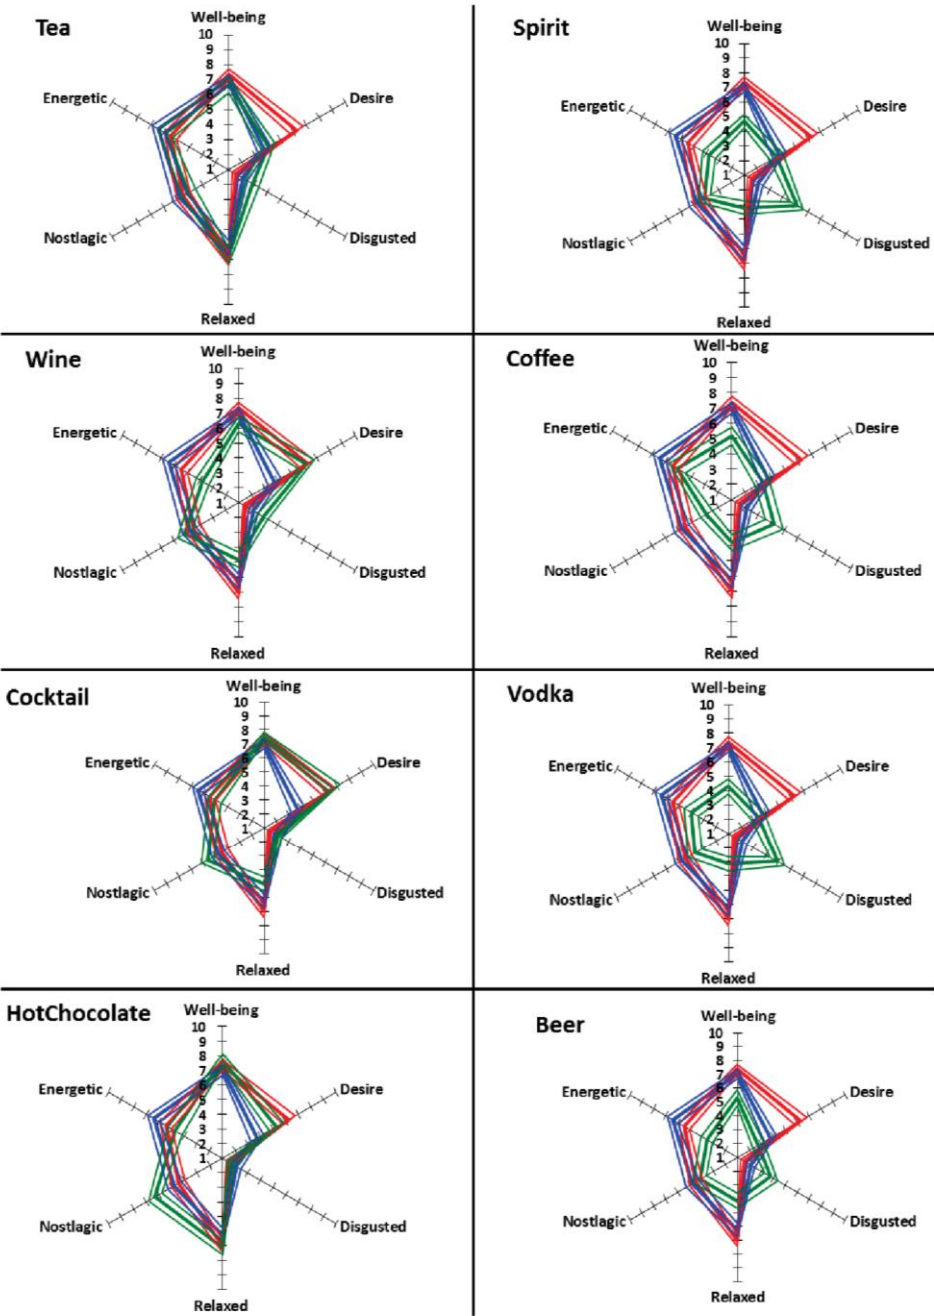 Tea
Well-being
10
9
8
7
6
5
4
3
2
1
Energetic
Desire
Nostlagic
Disgusted
Relaxed
Spirit
Well-being
10
9
8
7
6
5
4
3
2
1
Energetic
Desire
Nostlagic
Disgusted
Relaxed
Wine
Well-being
10
9
8
7
6
5
4
3
2
1
Energetic
Desire
Nostlagic
Disgusted
Relaxed
Coffee
Well-being
10
9
8
7
6
5
4
3
2
1
Energetic
Desire
Nostlagic
Disgusted
Relaxed
Cocktail
Well-being
10
9
8
7
6
5
4
3
2
1
Energetic
Desire
Nostlagic
Disgusted
Relaxed
Vodka
Well-being
10
9
8
7
6
5
4
3
2
1
Energetic
Desire
Nostlagic
Disgusted
Relaxed
HotChocolate
Well-being
10
9
8
7
6
5
4
3
2
1
Energetic
Desire
Nostlagic
Disgusted
Relaxed
Beer
Well-being
10
9
8
7
6
5
4
3
2
1
Energetic
Desire
Nostlagic
Disgusted
Relaxed